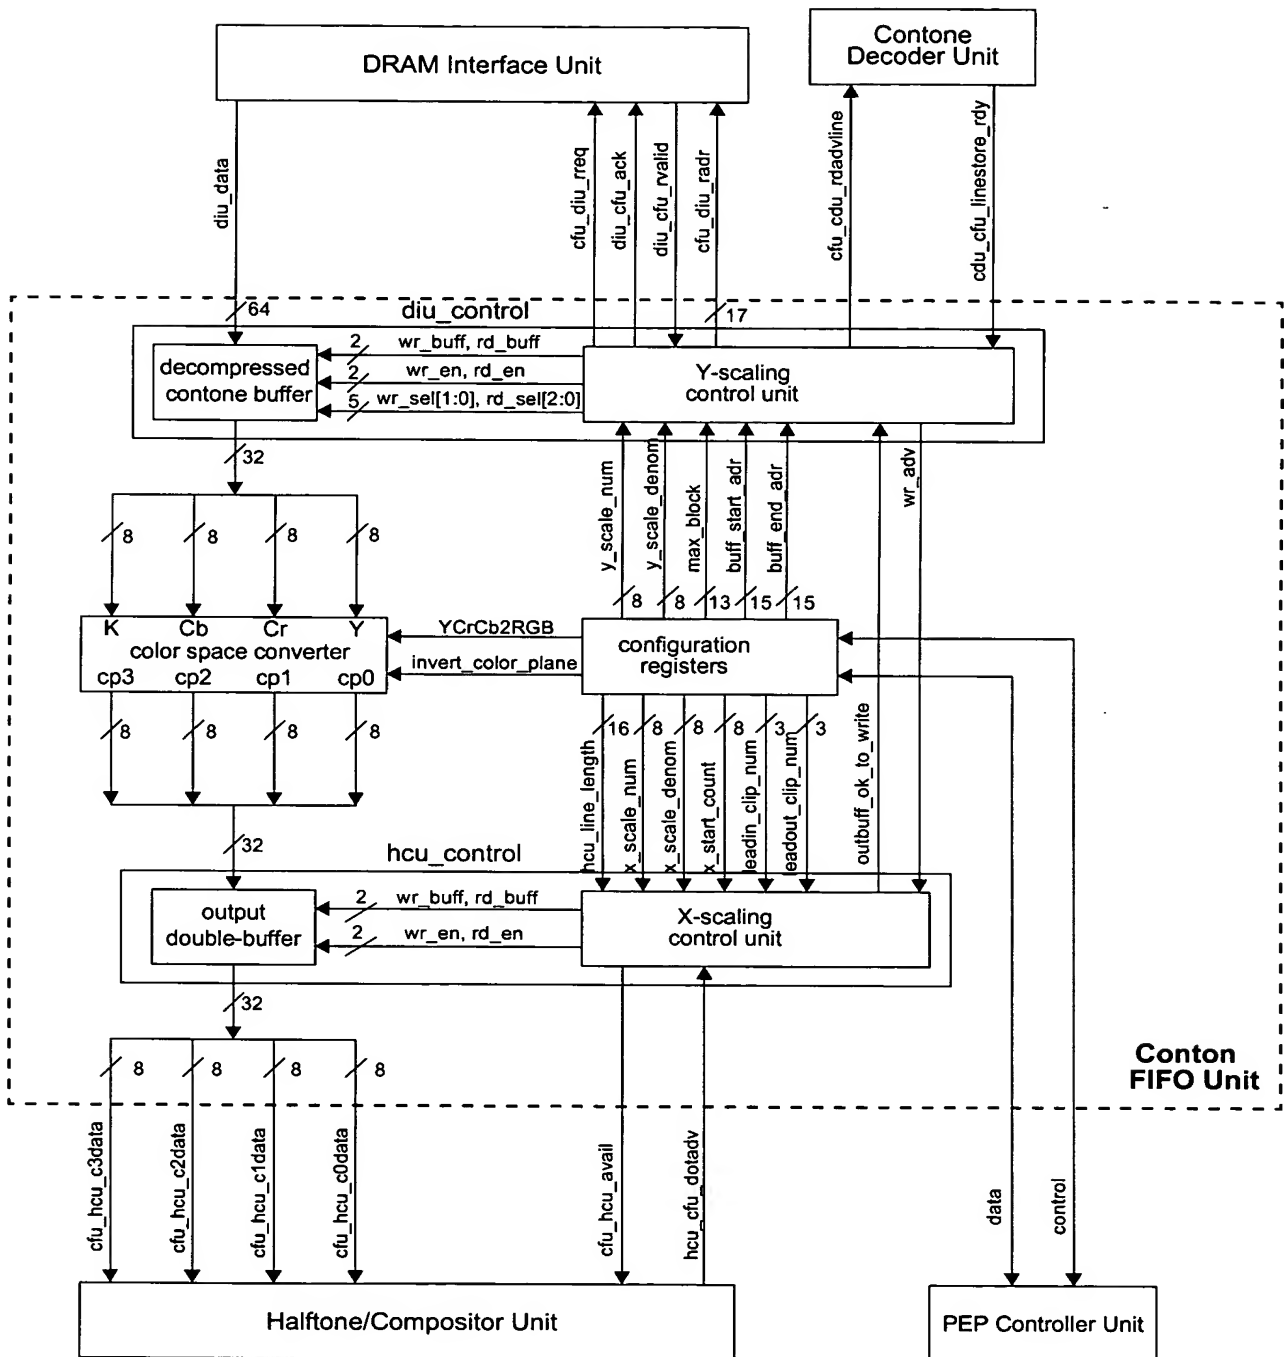 DRAM Interface Unit
Contone
Decoder Unit
diu_data
cfu_diu_rreq
diu_cfu_ack
diu_cfu_rvalid
cfu_diu_radr
cfu_cdu_rdadvline
cdu_cfu_linestore_rdy
64
diu_control
17
decompressed
contone buffer
2
wr_buff, rd_buff
2
wr_en, rd_en
5
wr_sel[1:0], rd_sel[2:0]
Y-scaling
control unit
32
8
8
8
8
y_scale_num
y_scale_denom
max_block
buff_start_adr
buff_end_adr
wr_adv
8
8
13
15
15
K
Cb
Cr
Y
color space converter
cp3
cp2
cp1
cp0
YCrCb2RGB
invert_color_plane
configuration
registers
8
8
8
8
16
8
8
8
3
3
hcu_line_length
x_scale_num
x_scale_denom
x_start_count
leadin_clip_num
leadout_clip_num
outbuff_ok_to_write
32
hcu_control
output
double-buffer
2
wr_buff, rd_buff
2
wr_en, rd_en
X-scaling
control unit
32
8
8
8
8
Conton
FIFO Unit
cfu_hcu_c3data
cfu_hcu_c2data
cfu_hcu_c1data
cfu_hcu_c0data
cfu_hcu_avail
hcu_cfu_dotadv
data
control
Halftone/Compositor Unit
PEP Controller Unit